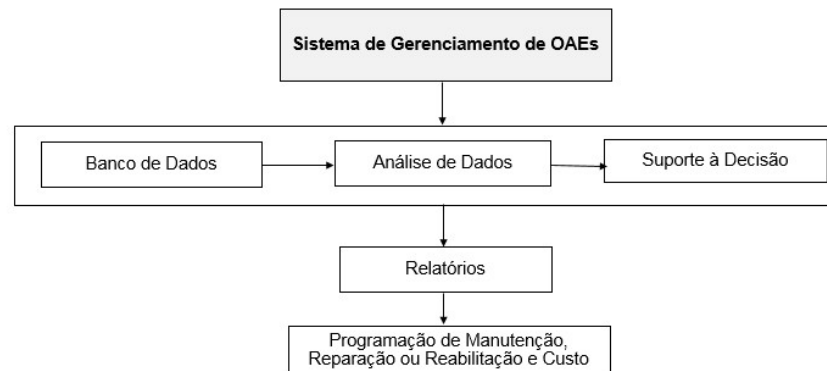 Sistema de Gerenciamento de OAEs
Banco de Dados
Análise de Dados
Suporte à Decisão
Relatórios
Programação de Manutenção,
Reparação ou Reabilitação e Custo